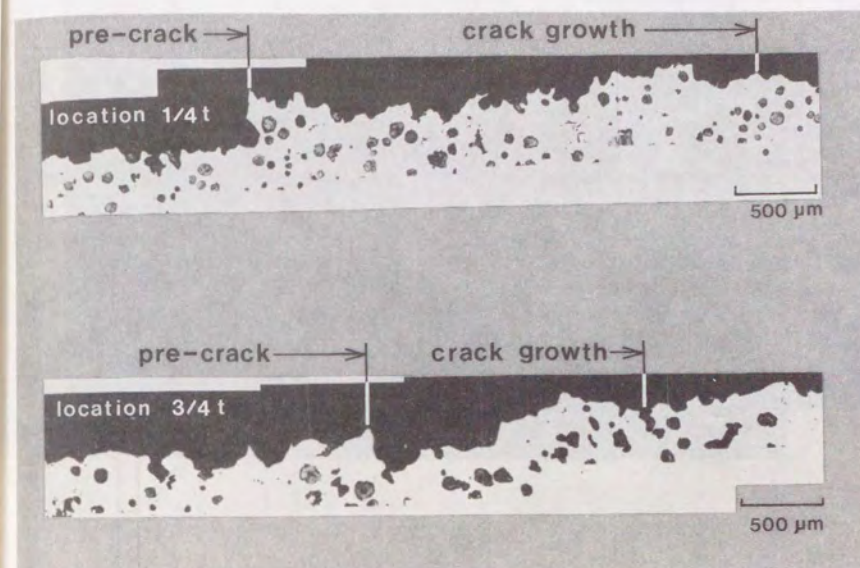 pre-crack crack growth
location 1/4 t
500 µm
pre-crack crack growth
location 3/4 t
500 µm